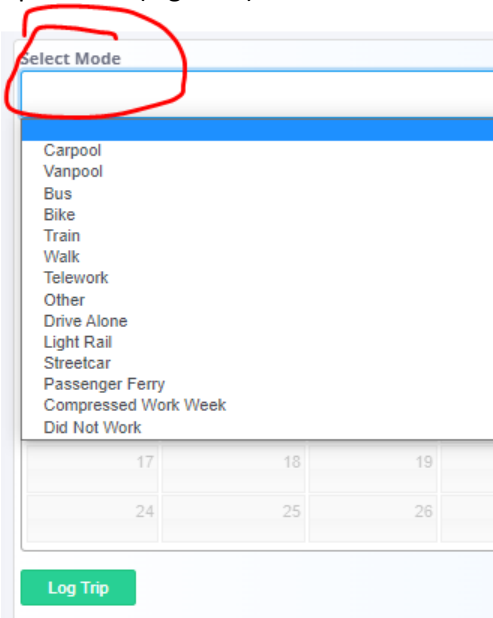 Select Mode
Carpool
Vanpool
Bus
Bike
Train
Walk
Telework
Other
Drive Alone
Light Rail
Streetcar
Passenger Ferry
Compressed Work Week
Did Not Work
17 18 19
24 25 26
Log Trip